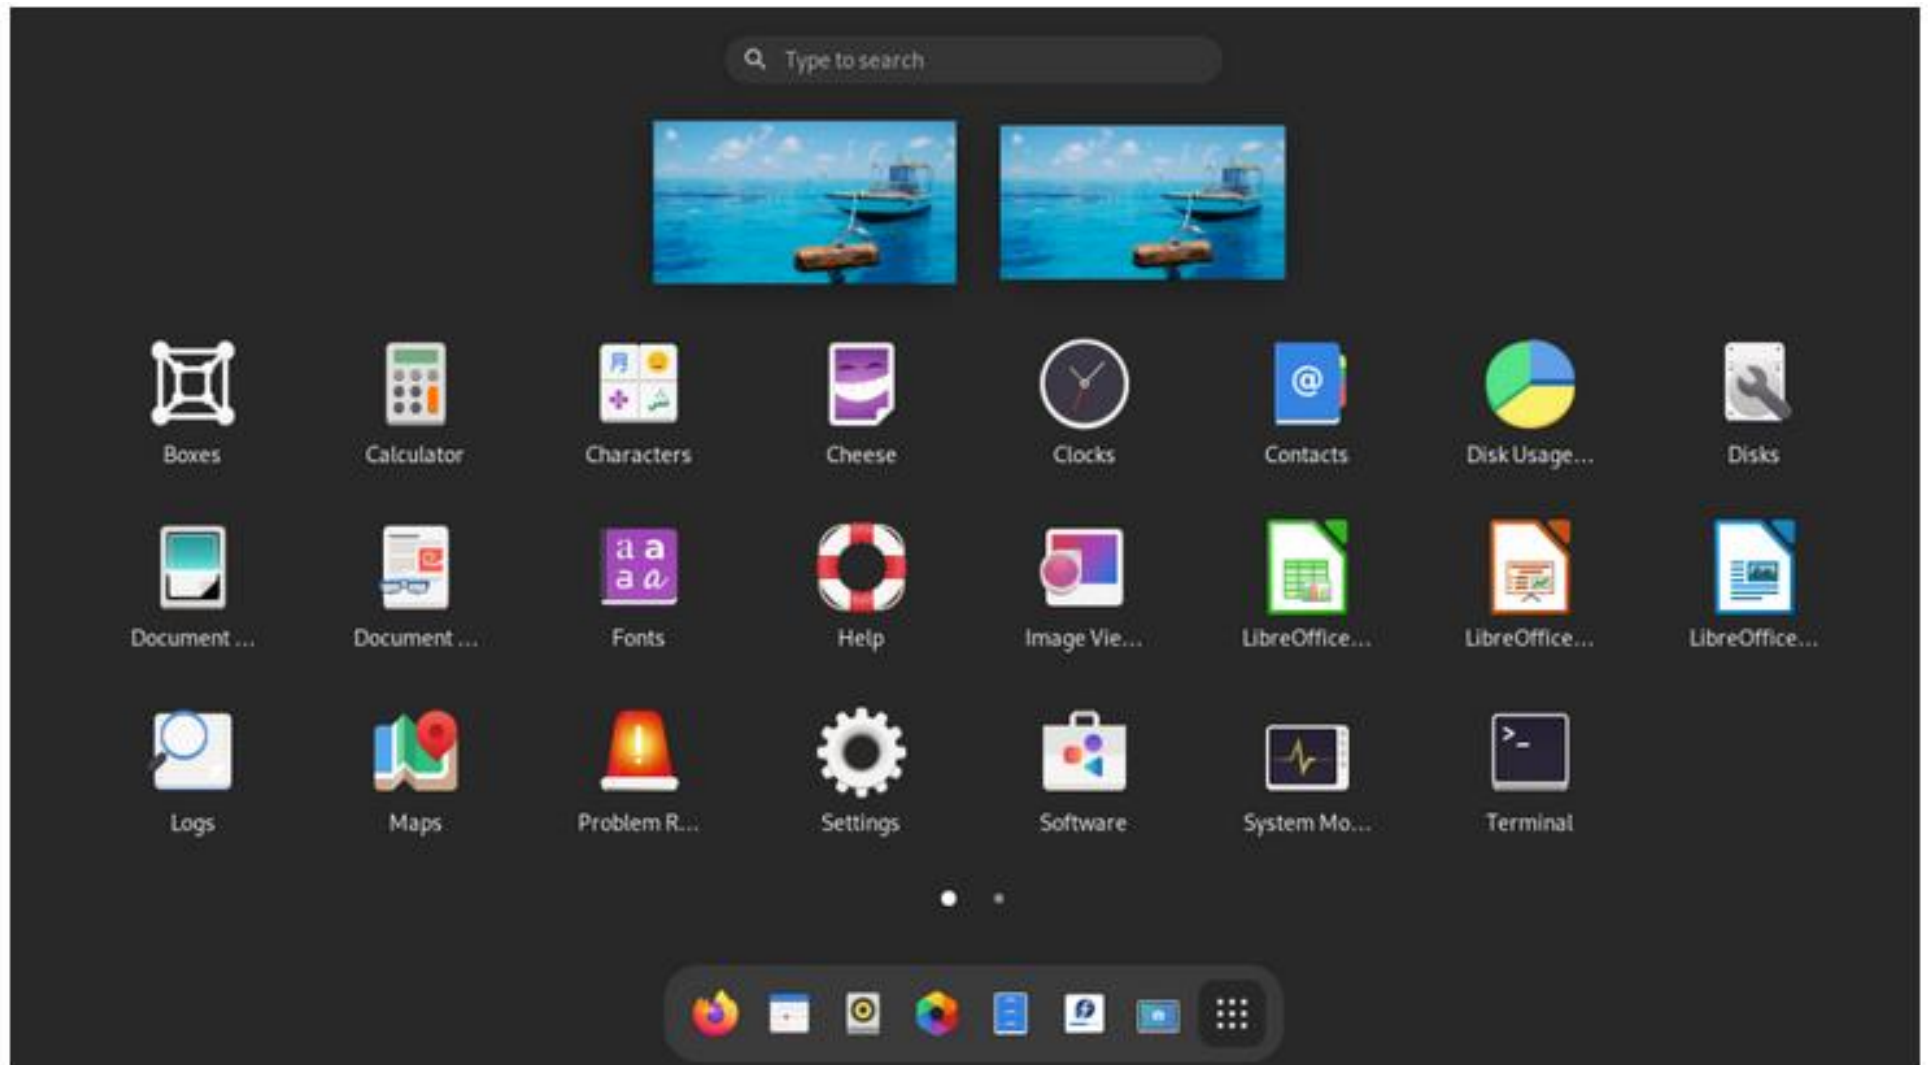 Type to search
Boxes
Calculator
Characters
Cheese
Clocks
Contacts
Disk Usage...
Disks
Document ...
Document ...
Fonts
Help
Image Vie...
LibreOffice...
LibreOffice...
LibreOffice...
Logs
Maps
Problem R...
Settings
Software
System Mo...
Terminal